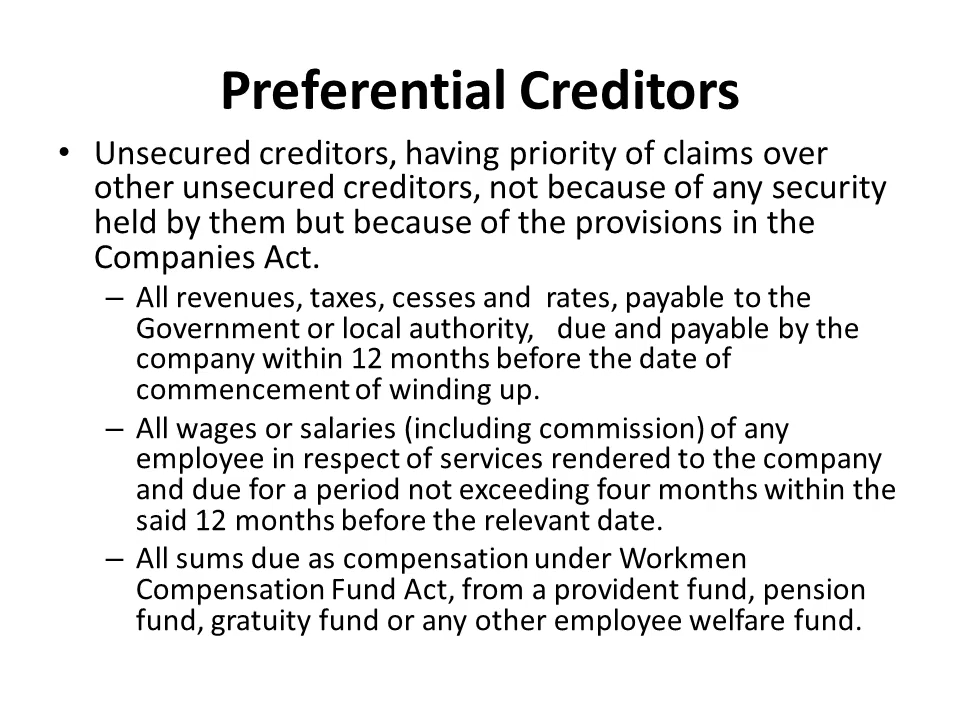 Preferential Creditors
• Unsecured creditors, having priority of claims over
other unsecured creditors, not because of any security
held by them but because of the provisions in the
Companies Act.
– All revenues, taxes, cesses and rates, payable to the
Government or local authority, due and payable by the
company within 12 months before the date of
commencement of winding up.
– All wages or salaries (including commission) of any
employee in respect of services rendered to the company
and due for a period not exceeding four months within the
said 12 months before the relevant date.
– All sums due as compensation under Workmen
Compensation Fund Act, from a provident fund, pension
fund, gratuity fund or any other employee welfare fund.